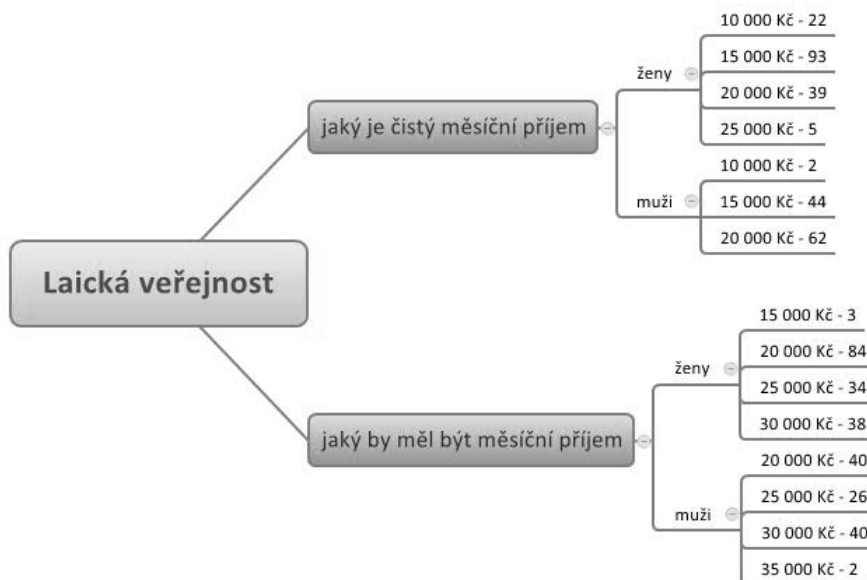 Laická veřejnost
jaký je čistý měsíční příjem
ženy
10 000 Kč - 22
15 000 Kč - 93
20 000 Kč - 39
25 000 Kč - 5
muži
10 000 Kč - 2
15 000 Kč - 44
20 000 Kč - 62
jaký by měl být měsíční příjem
ženy
15 000 Kč - 3
20 000 Kč - 84
25 000 Kč - 34
30 000 Kč - 38
muži
20 000 Kč - 40
25 000 Kč - 26
30 000 Kč - 40
35 000 Kč - 2